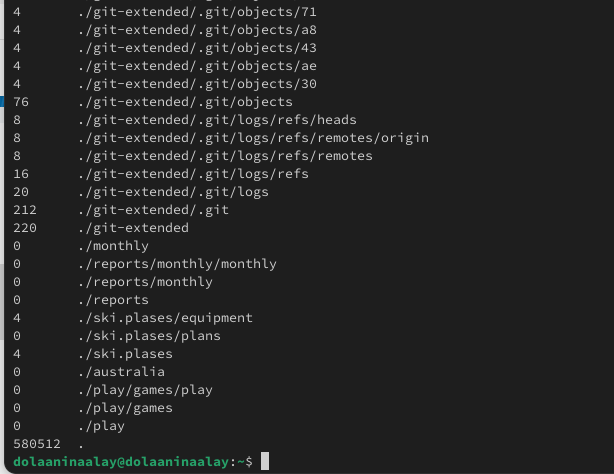 4 ./git-extended/.git/objects/71
4 ./git-extended/.git/objects/a8
4 ./git-extended/.git/objects/43
4 ./git-extended/.git/objects/ae
4 ./git-extended/.git/objects/30
76 ./git-extended/.git/objects
8 ./git-extended/.git/logs/refs/heads
8 ./git-extended/.git/logs/refs/remotes/origin
8 ./git-extended/.git/logs/refs/remotes
16 ./git-extended/.git/logs/refs
20 ./git-extended/.git/logs
212 ./git-extended/.git
220 ./git-extended
0 ./monthly
0 ./reports/monthly/monthly
0 ./reports/monthly
0 ./reports
4 ./ski.plases/equipment
0 ./ski.plases/plans
4 ./ski.plases
0 ./australia
0 ./play/games/play
0 ./play/games
0 ./play
580512 .
dolaaninaalay@dolaaninaalay:~$